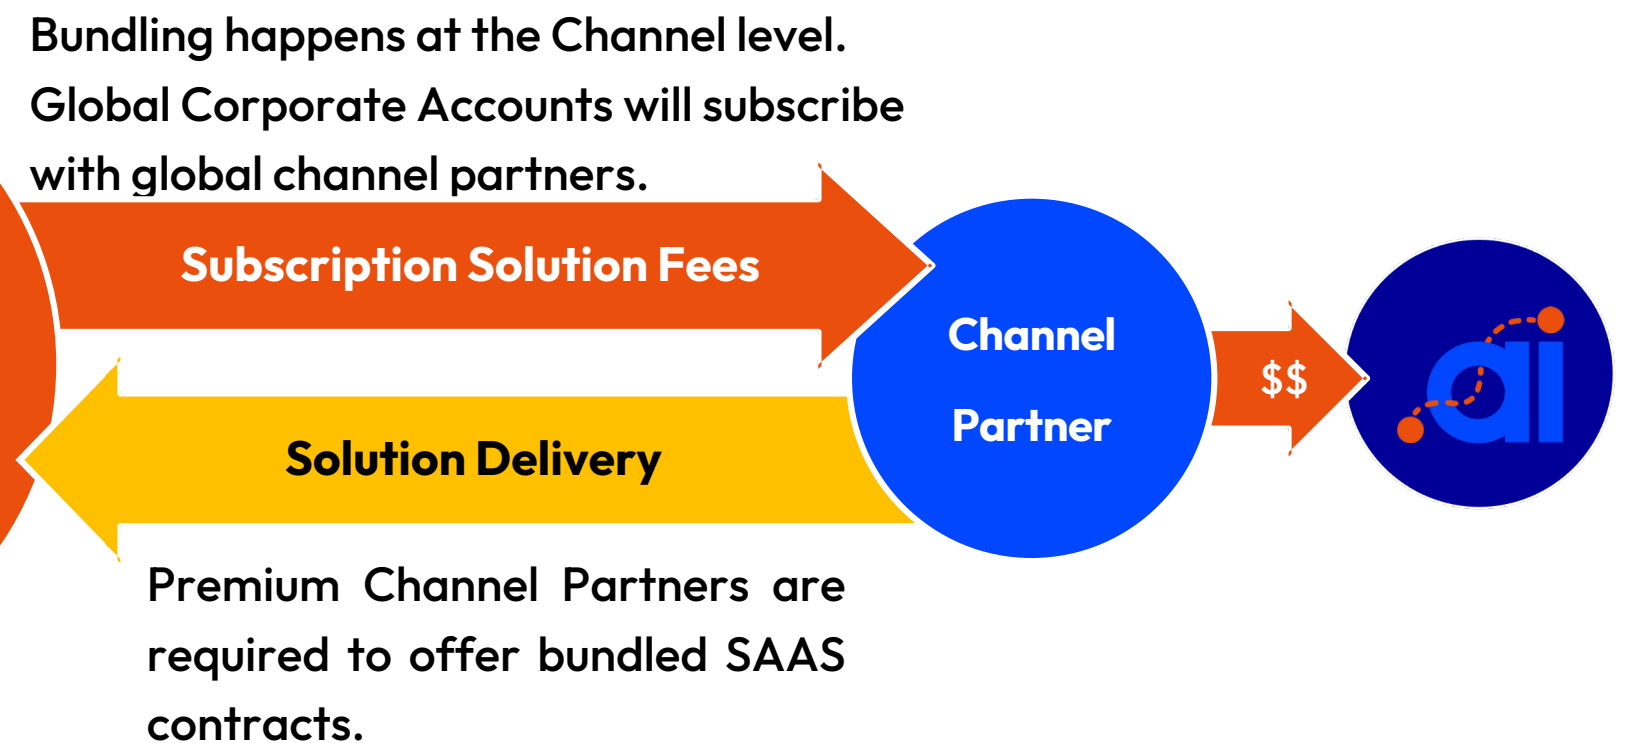 Bundling happens at the Channel level.
Global Corporate Accounts will subscribe
with global channel partners.
Subscription Solution Fees
Channel
Partner
$$
ai
Solution Delivery
Premium Channel Partners are
required to offer bundled SAAS
contracts.